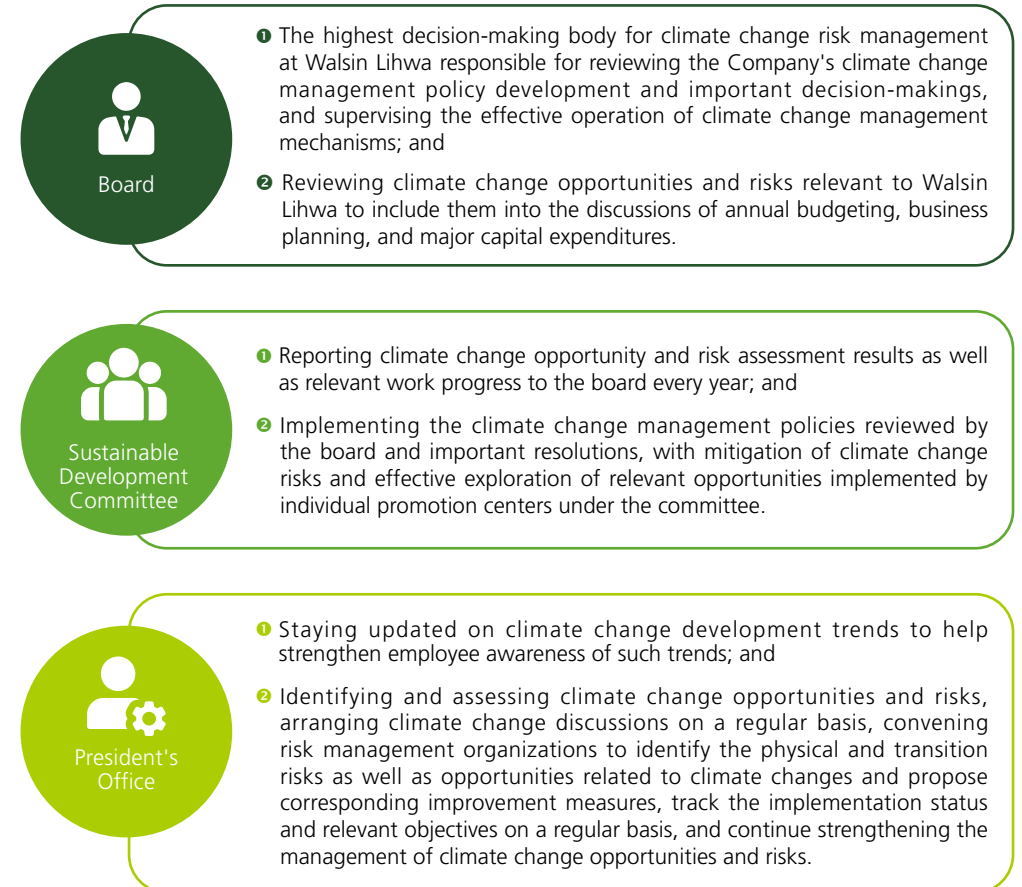 Board
❶ The highest decision-making body for climate change risk management
at Walsin Lihwa responsible for reviewing the Company's climate change
management policy development and important decision-makings,
and supervising the effective operation of climate change management
mechanisms; and
❷ Reviewing climate change opportunities and risks relevant to Walsin
Lihwa to include them into the discussions of annual budgeting, business
planning, and major capital expenditures.
Sustainable
Development
Committee
❶ Reporting climate change opportunity and risk assessment results as well
as relevant work progress to the board every year; and
❷ Implementing the climate change management policies reviewed by
the board and important resolutions, with mitigation of climate change
risks and effective exploration of relevant opportunities implemented by
individual promotion centers under the committee.
President's
Office
❶ Staying updated on climate change development trends to help
strengthen employee awareness of such trends; and
❷ Identifying and assessing climate change opportunities and risks,
arranging climate change discussions on a regular basis, convening
risk management organizations to identify the physical and transition
risks as well as opportunities related to climate changes and propose
corresponding improvement measures, track the implementation status
and relevant objectives on a regular basis, and continue strengthening the
management of climate change opportunities and risks.